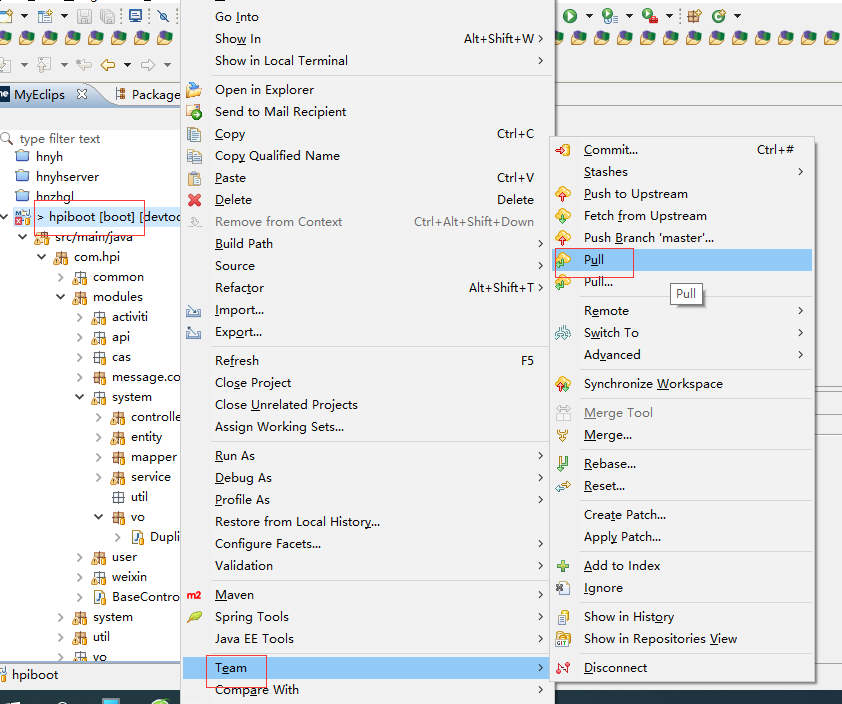 MyEclips
Package
type filter text
hnyh
hnyhserver
hnzhgl
> hpiboot [boot] [devtoo
src/main/java
com.hpi
common
modules
activiti
api
cas
message.co
system
controlle
entity
mapper
service
util
vo
Dupli
user
weixin
BaseContro
system
util
vo
hpiboot
Go Into
Show In Alt+Shift+W
Show in Local Terminal
Open in Explorer
Send to Mail Recipient
Copy Ctrl+C
Copy Qualified Name
Paste Ctrl+V
Delete Delete
Remove from Context Ctrl+Alt+Shift+Down
Build Path
Source
Refactor Alt+Shift+T
Import...
Export...
Refresh F5
Close Project
Close Unrelated Projects
Assign Working Sets...
Run As
Debug As
Profile As
Restore from Local History...
Configure Facets...
Validation
m2 Maven
Spring Tools
Java EE Tools
Team
Compare With
Commit... Ctrl+#
Stashes
Push to Upstream
Fetch from Upstream
Push Branch 'master'...
Pull
Pull...
Pull
Remote
Switch To
Advanced
Synchronize Workspace
Merge Tool
Merge...
Rebase...
Reset...
Create Patch...
Apply Patch...
Add to Index
Ignore
Show in History
GIT Show in Repositories View
Disconnect